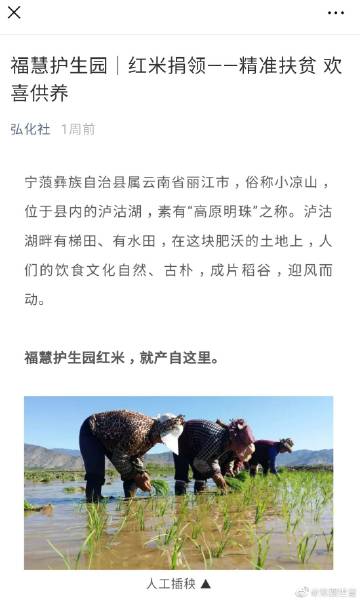 福慧护生园｜红米捐领——精准扶贫 欢
喜供养
弘化社 1周前
宁蒗彝族自治县属云南省丽江市，俗称小凉山，
位于县内的泸沽湖，素有“高原明珠”之称。泸沽
湖畔有梯田、有水田，在这块肥沃的土地上，人
们的饮食文化自然、古朴，成片稻谷，迎风而
动。
福慧护生园红米，就产自这里。
人工插秧 ▲